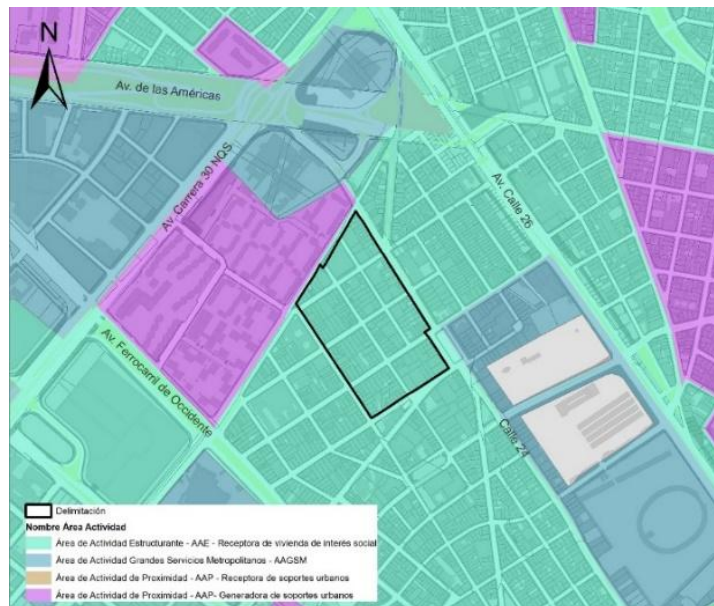 N
Av. de las Américas
Av. Carrera 30 NQS
Av. Calle 26
Av. Ferrocarril de Occidente
Calle 24
Delimitación
Nombre Área Actividad
Área de Actividad Estructurante - AAE - Receptora de vivienda de interés social
Área de Actividad Grandes Servicios Metropolitanos - AAGSM
Área de Actividad de Proximidad - AAP - Receptora de soportes urbanos
Área de Actividad de Proximidad - AAP- Generadora de soportes urbanos